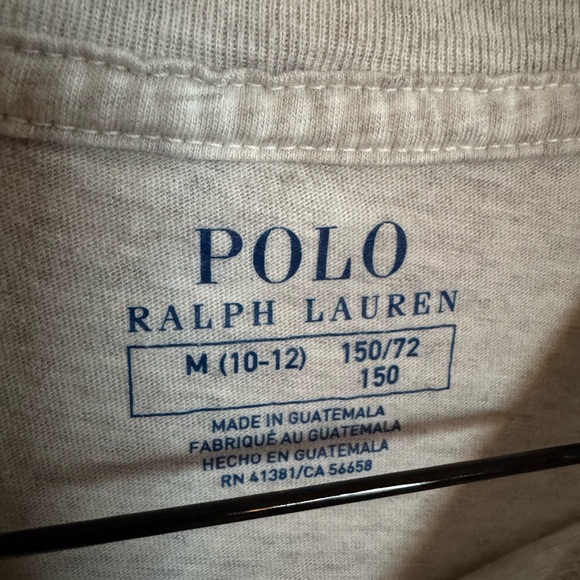 POLO
RALPH LAUREN
M (10-12) 150/72
150
MADE IN GUATEMALA
FABRIQUÉ AU GUATEMALA
HECHO EN GUATEMALA
RN 41381/CA 56658